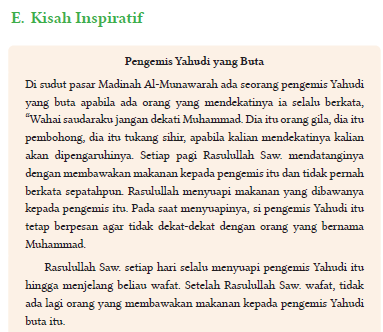 E. Kisah Inspiratif
Pengemis Yahudi yang Buta
Di sudut pasar Madinah Al-Munawarah ada seorang pengemis Yahudi
yang buta apabila ada orang yang mendekatinya ia selalu berkata,
“Wahai saudaraku jangan dekati Muhammad. Dia itu orang gila, dia itu
pembohong, dia itu tukang sihir, apabila kalian mendekatinya kalian
akan dipengaruhinya. Setiap pagi Rasulullah Saw. mendatanginya
dengan membawakan makanan kepada pengemis itu dan tidak pernah
berkata sepatahpun. Rasulullah menyuapi makanan yang dibawanya
kepada pengemis itu. Pada saat menyuapinya, si pengemis Yahudi itu
tetap berpesan agar tidak dekat-dekat dengan orang yang bernama
Muhammad.
Rasulullah Saw. setiap hari selalu menyuapi pengemis Yahudi itu
hingga menjelang beliau wafat. Setelah Rasulullah Saw. wafat, tidak
ada lagi orang yang membawakan makanan kepada pengemis Yahudi
buta itu.